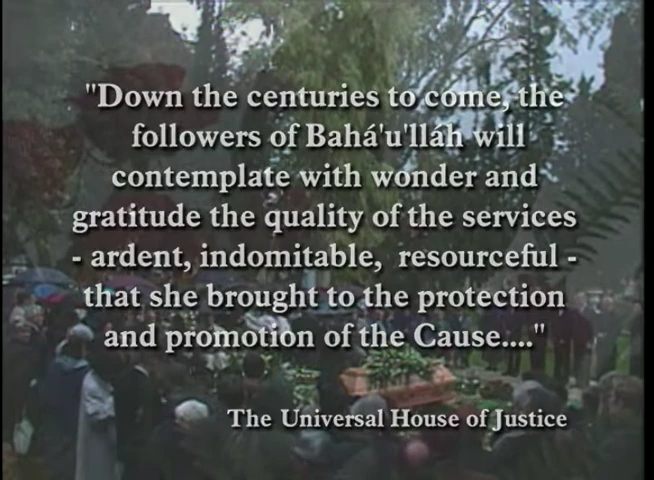 "Down the centuries to come, the
followers of Bahá'u'lláh will
contemplate with wonder and
gratitude the quality of the services
- ardent, indomitable, resourceful -
that she brought to the protection
and promotion of the Cause...."
The Universal House of Justice